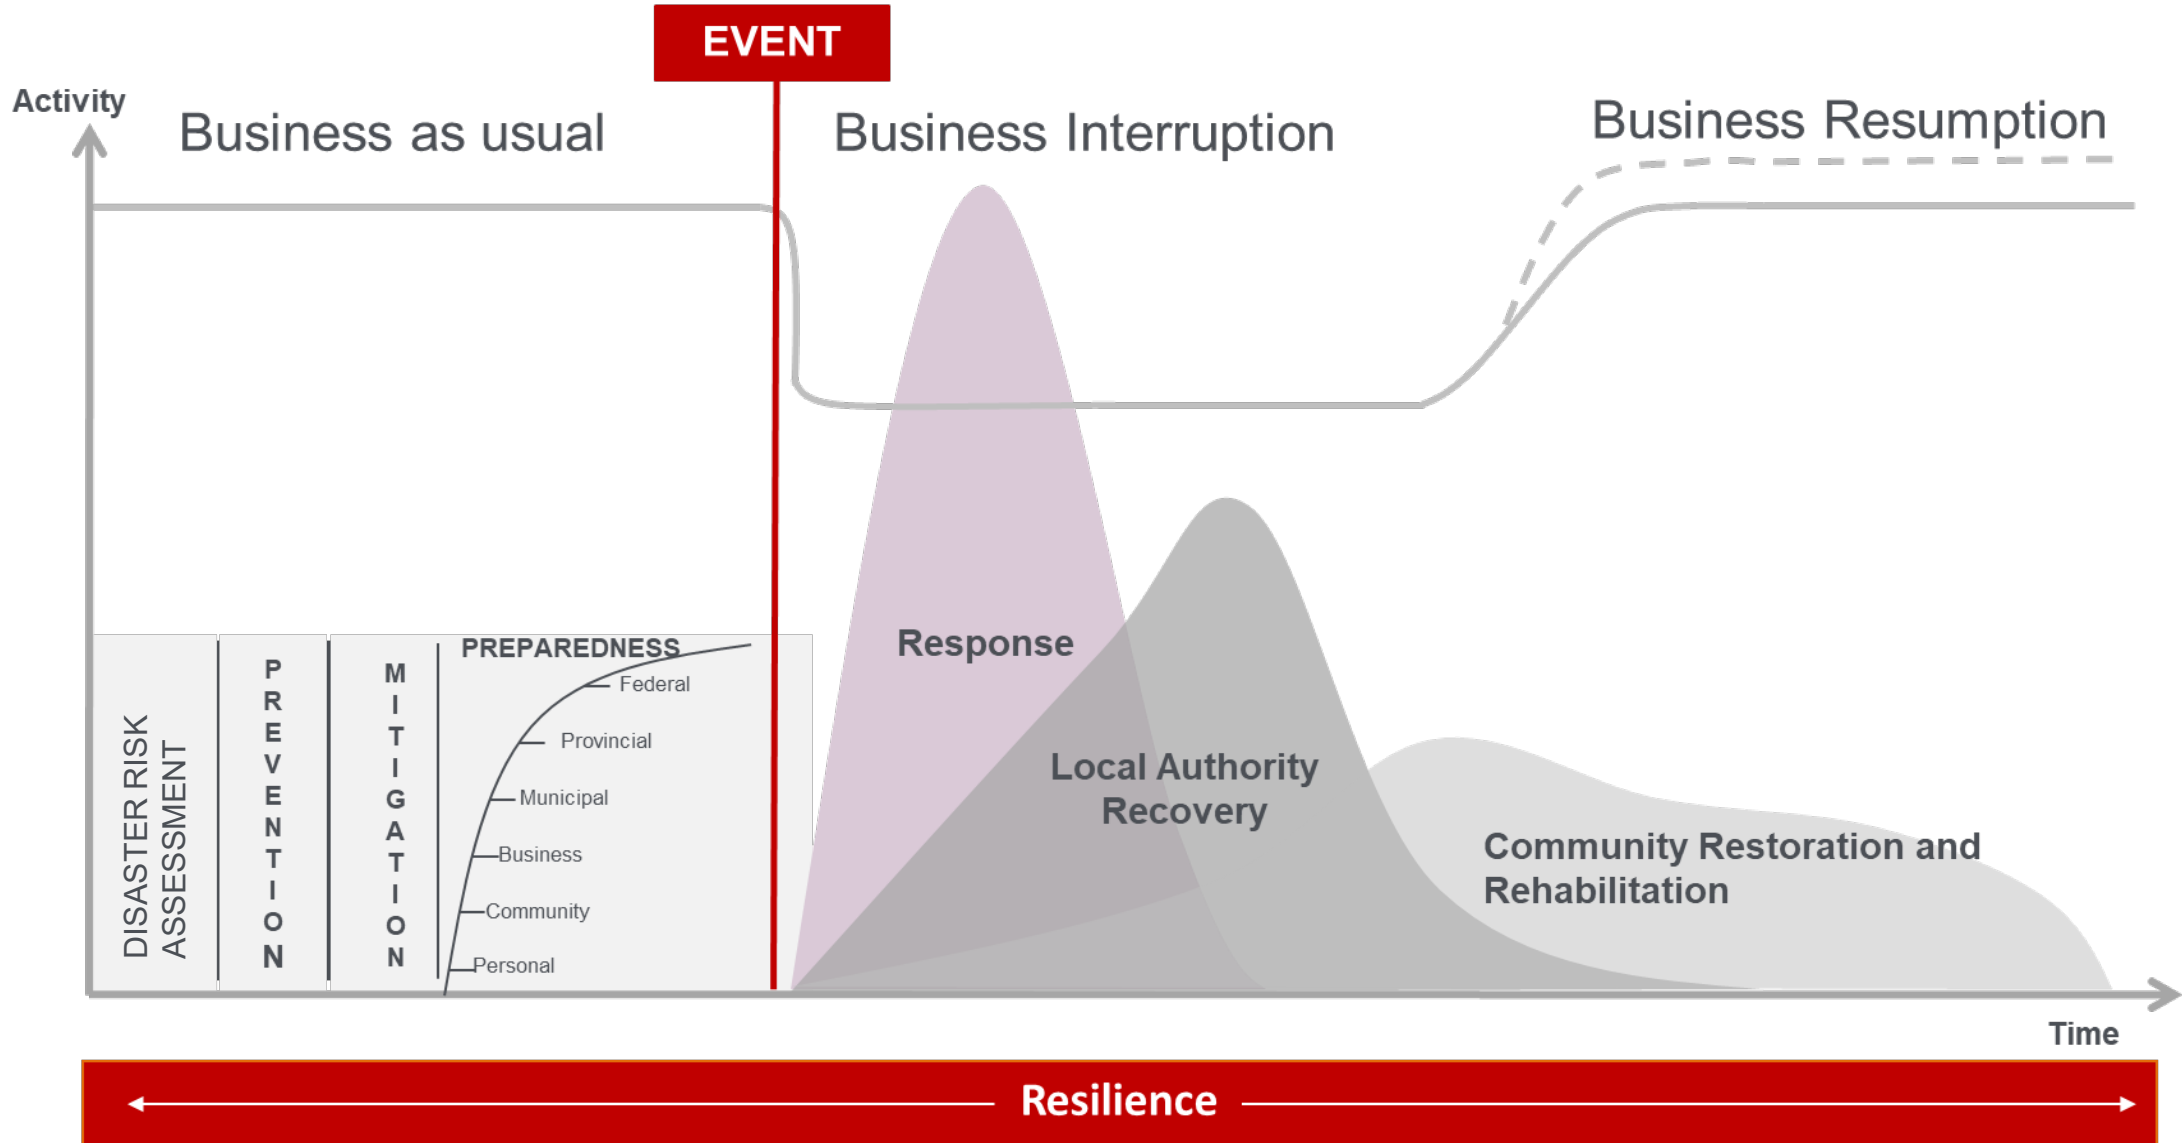 EVENT
Activity
Business as usual
Business Interruption
Business Resumption
DISASTER RISK
ASSESSMENT
PREVENTION
MITIGATION
PREPAREDNESS
Federal
Provincial
Municipal
Business
Community
Personal
Response
Local Authority
Recovery
Community Restoration and
Rehabilitation
Time
Resilience